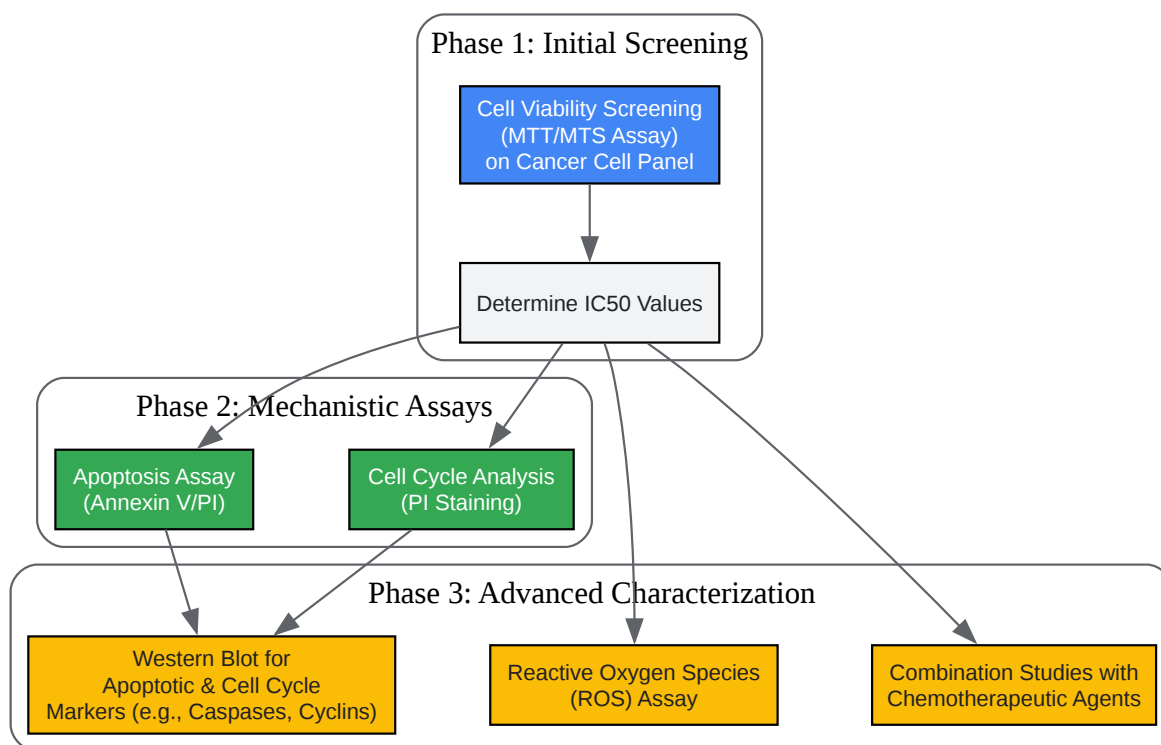 Phase 1: Initial Screening
Cell Viability Screening
(MTT/MTS Assay)
on Cancer Cell Panel
Determine IC50 Values
Phase 2: Mechanistic Assays
Apoptosis Assay
(Annexin V/PI)
Cell Cycle Analysis
(PI Staining)
Phase 3: Advanced Characterization
Western Blot for
Apoptotic & Cell Cycle
Markers (e.g., Caspases, Cyclins)
Reactive Oxygen Species
(ROS) Assay
Combination Studies with
Chemotherapeutic Agents